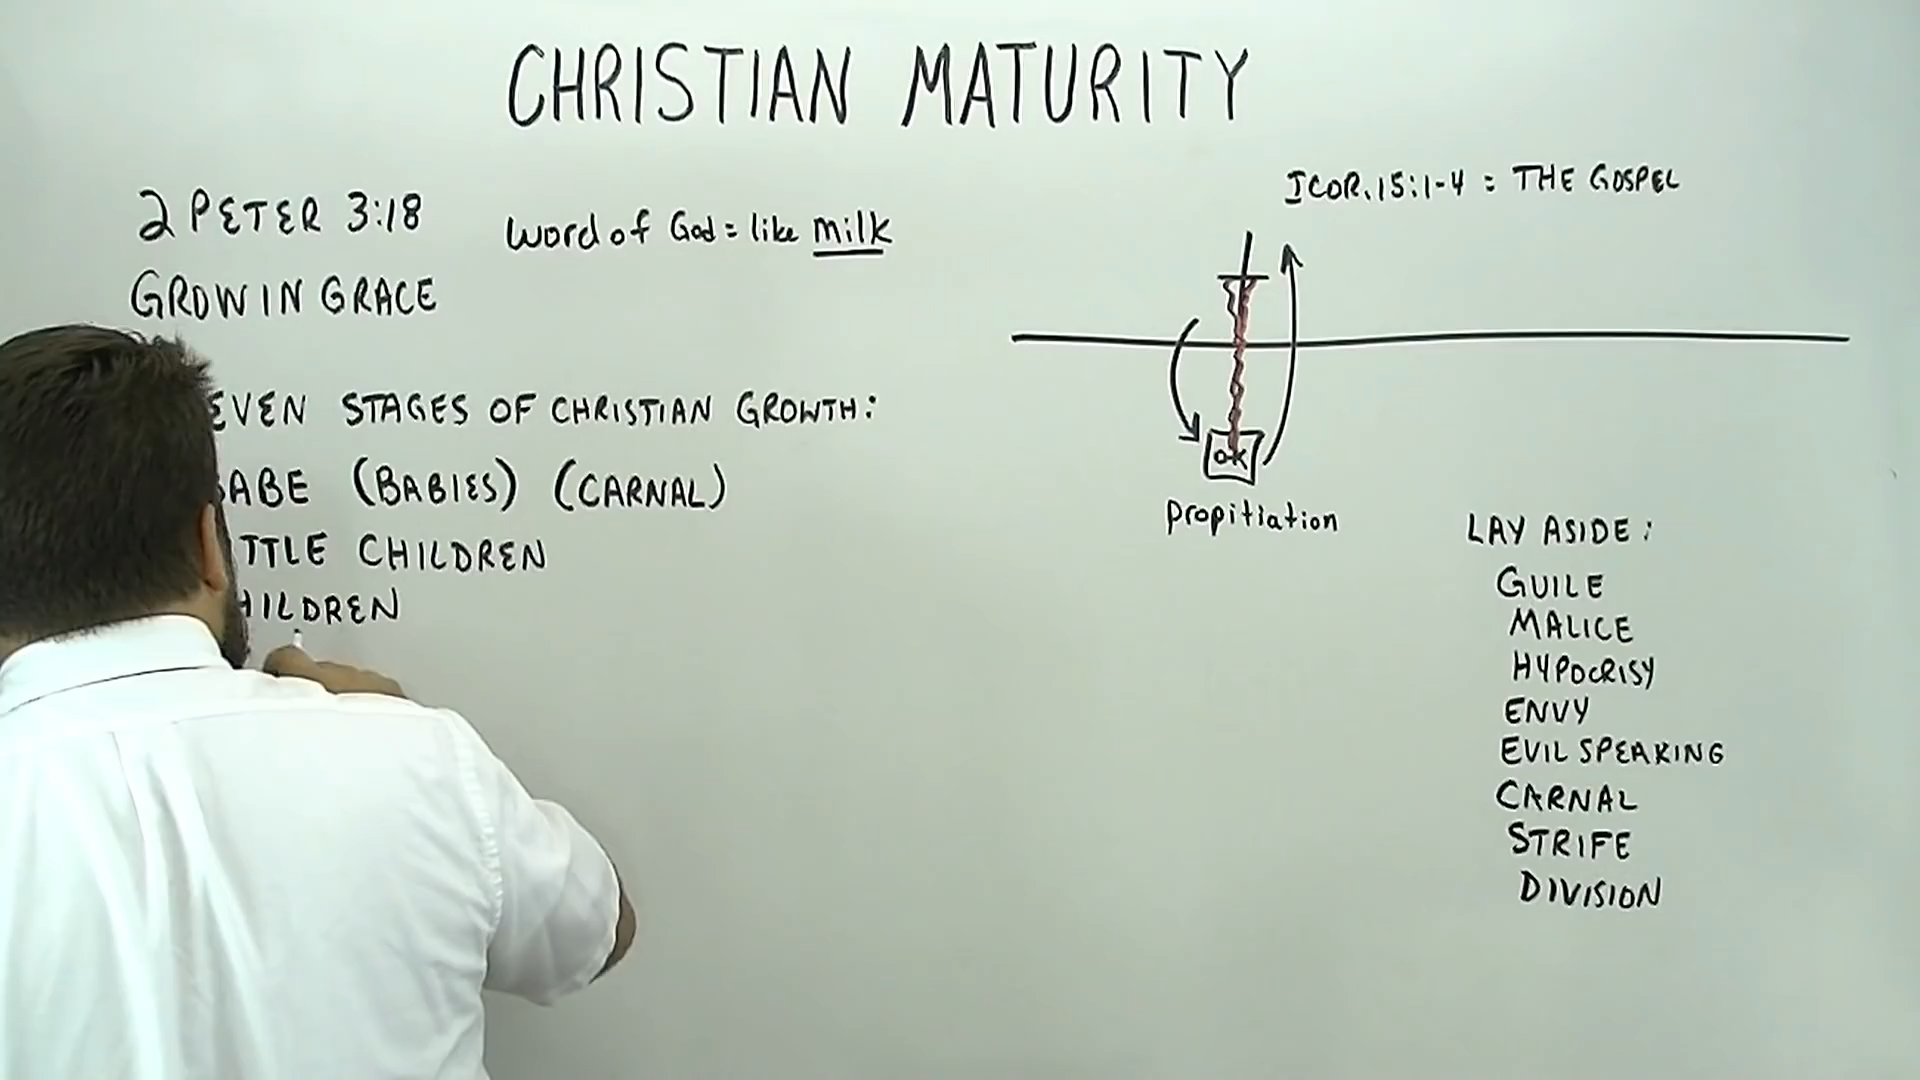 CHRISTIAN MATURITY
2 PETER 3:18
GROW IN GRACE
Word of God = like milk
EVEN STAGES OF CHRISTIAN GROWTH:
ABE (BABIES) (CARNAL)
TTLE CHILDREN
HILDREN
I COR. 15:1-4 = THE GOSPEL
OK
Propitiation
LAY ASIDE:
GUILE
MALICE
HYPOCRISY
ENVY
EVIL SPEAKING
CARNAL
STRIFE
DIVISION